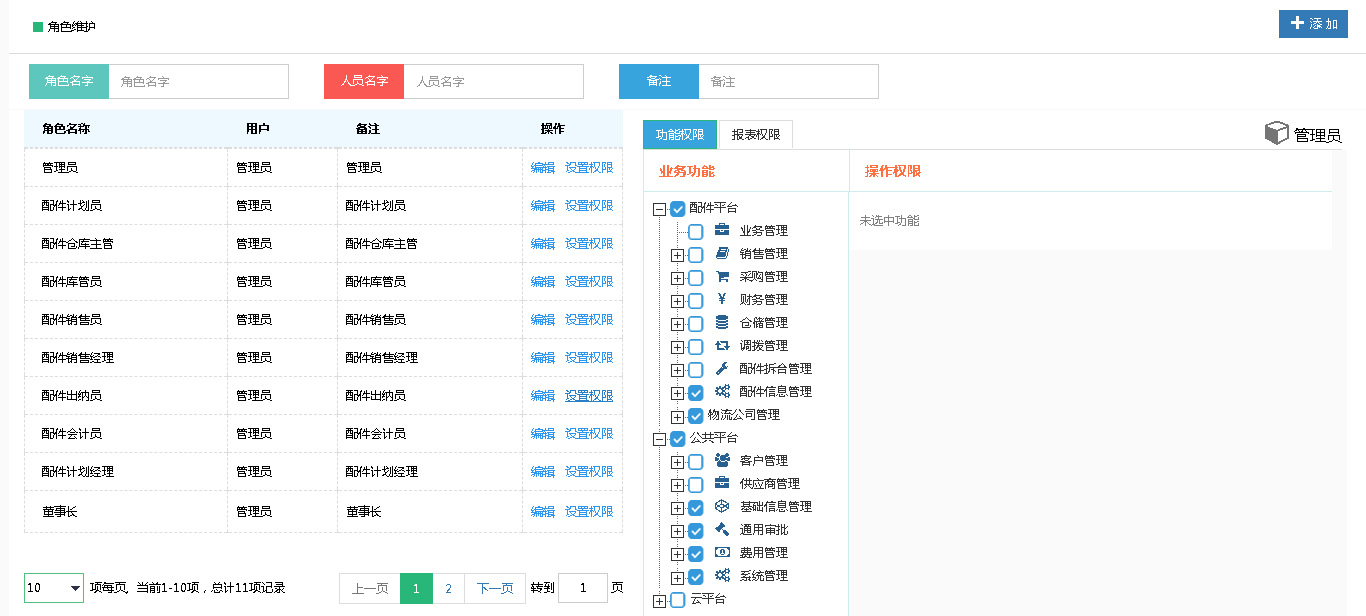 角色维护
添加
角色名字 角色名字 人员名字 人员名字 备注 备注
角色名称 用户 备注 操作
管理员 管理员 管理员 编辑 设置权限
配件计划员 管理员 配件计划员 编辑 设置权限
配件仓库主管 管理员 配件仓库主管 编辑 设置权限
配件库管员 管理员 配件库管员 编辑 设置权限
配件销售员 管理员 配件销售员 编辑 设置权限
配件销售经理 管理员 配件销售经理 编辑 设置权限
配件出纳员 管理员 配件出纳员 编辑 设置权限
配件会计员 管理员 配件会计员 编辑 设置权限
配件计划经理 管理员 配件计划经理 编辑 设置权限
董事长 管理员 董事长 编辑 设置权限
10 项每页, 当前1-10项，总计11项记录 上一页 1 2 下一页 转到 1 页
功能权限 报表权限 管理员
业务功能 操作权限
未选中功能
配件平台
业务管理
销售管理
采购管理
财务管理
仓储管理
调拨管理
配件拆合管理
配件信息管理
物流公司管理
公共平台
客户管理
供应商管理
基础信息管理
通用审批
费用管理
系统管理
云平台